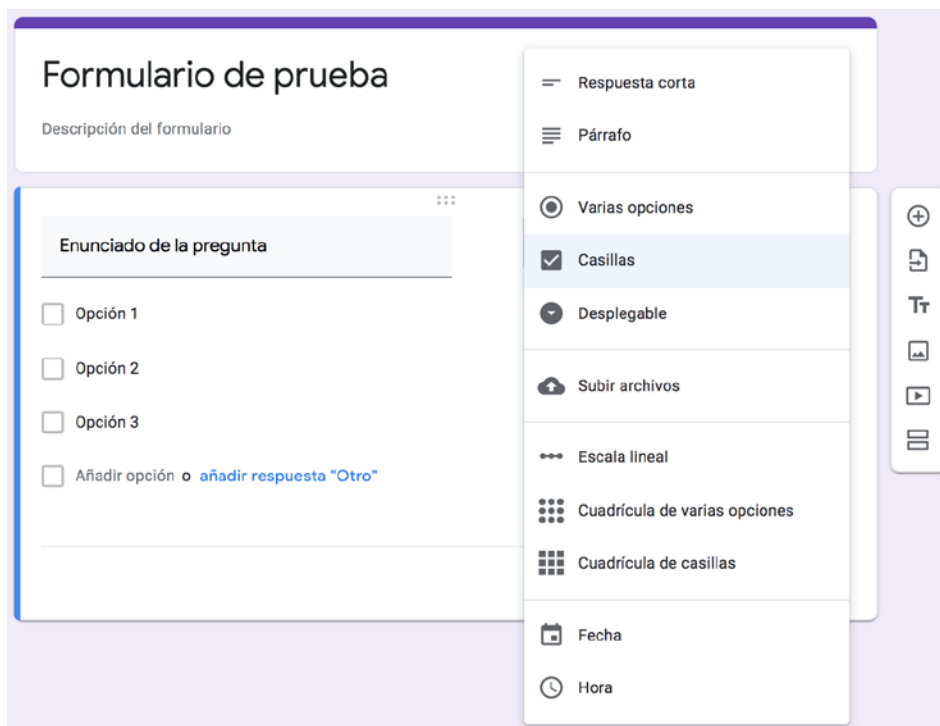 Formulario de prueba
Descripción del formulario
Enunciado de la pregunta
Opción 1
Opción 2
Opción 3
Añadir opción o añadir respuesta "Otro"
Respuesta corta
Párrafo
Varias opciones
Casillas
Desplegable
Subir archivos
Escala lineal
Cuadrícula de varias opciones
Cuadrícula de casillas
Fecha
Hora
Tт